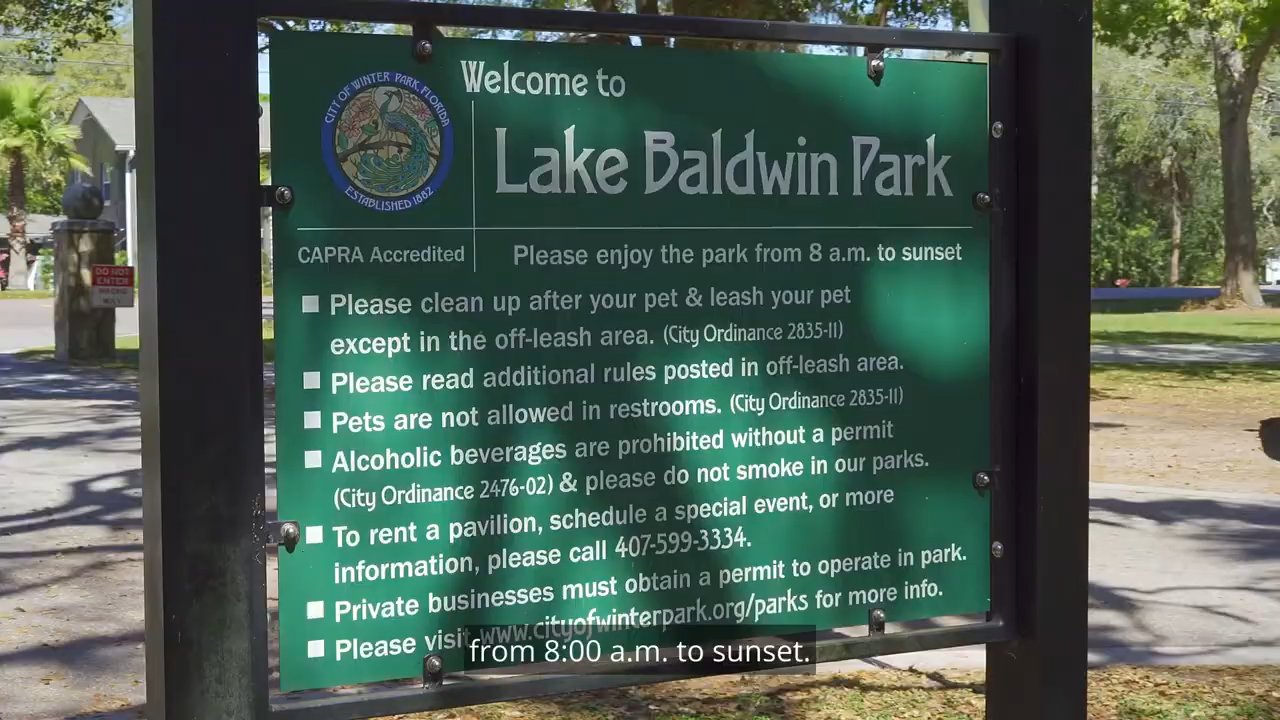 CITY OF WINTER PARK, FLORIDA
ESTABLISHED 1882
Welcome to
Lake Baldwin Park
CAPRA Accredited
Please enjoy the park from 8 a.m. to sunset
DO NOT
ENTER
WRONG
WAY
■ Please clean up after your pet & leash your pet
except in the off-leash area. (City Ordinance 2835-11)
■ Please read additional rules posted in off-leash area.
■ Pets are not allowed in restrooms. (City Ordinance 2835-11)
■ Alcoholic beverages are prohibited without a permit
(City Ordinance 2476-02) & please do not smoke in our parks.
■ To rent a pavilion, schedule a special event, or more
information, please call 407-599-3334.
■ Private businesses must obtain a permit to operate in park.
■ Please visit www.cityofwinterpark.org/parks for more info.
from 8:00 a.m. to sunset.